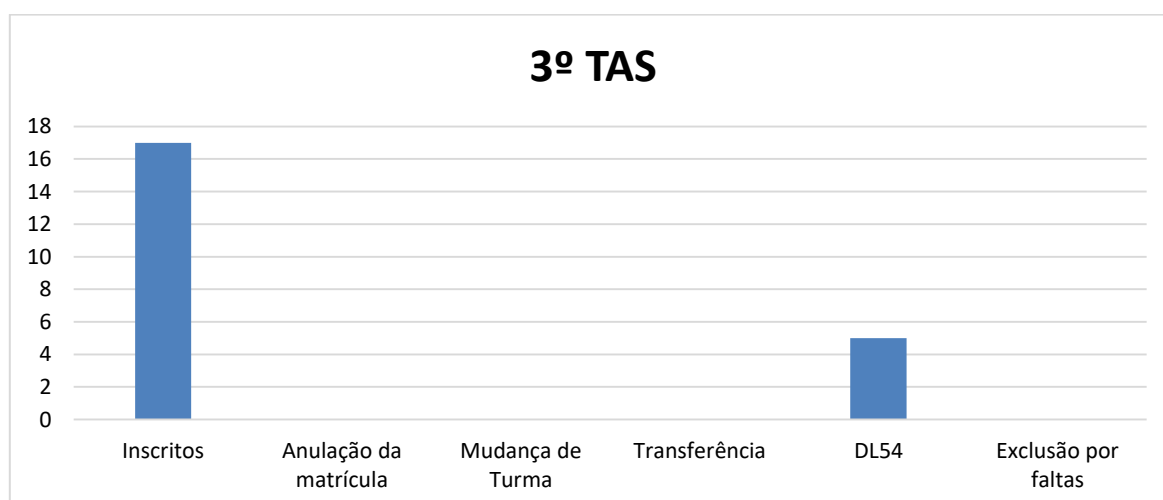 3º TAS
18
16
14
12
10
8
6
4
2
0
Inscritos
Anulação da
matrícula
Mudança de
Turma
Transferência
DL54
Exclusão por
faltas